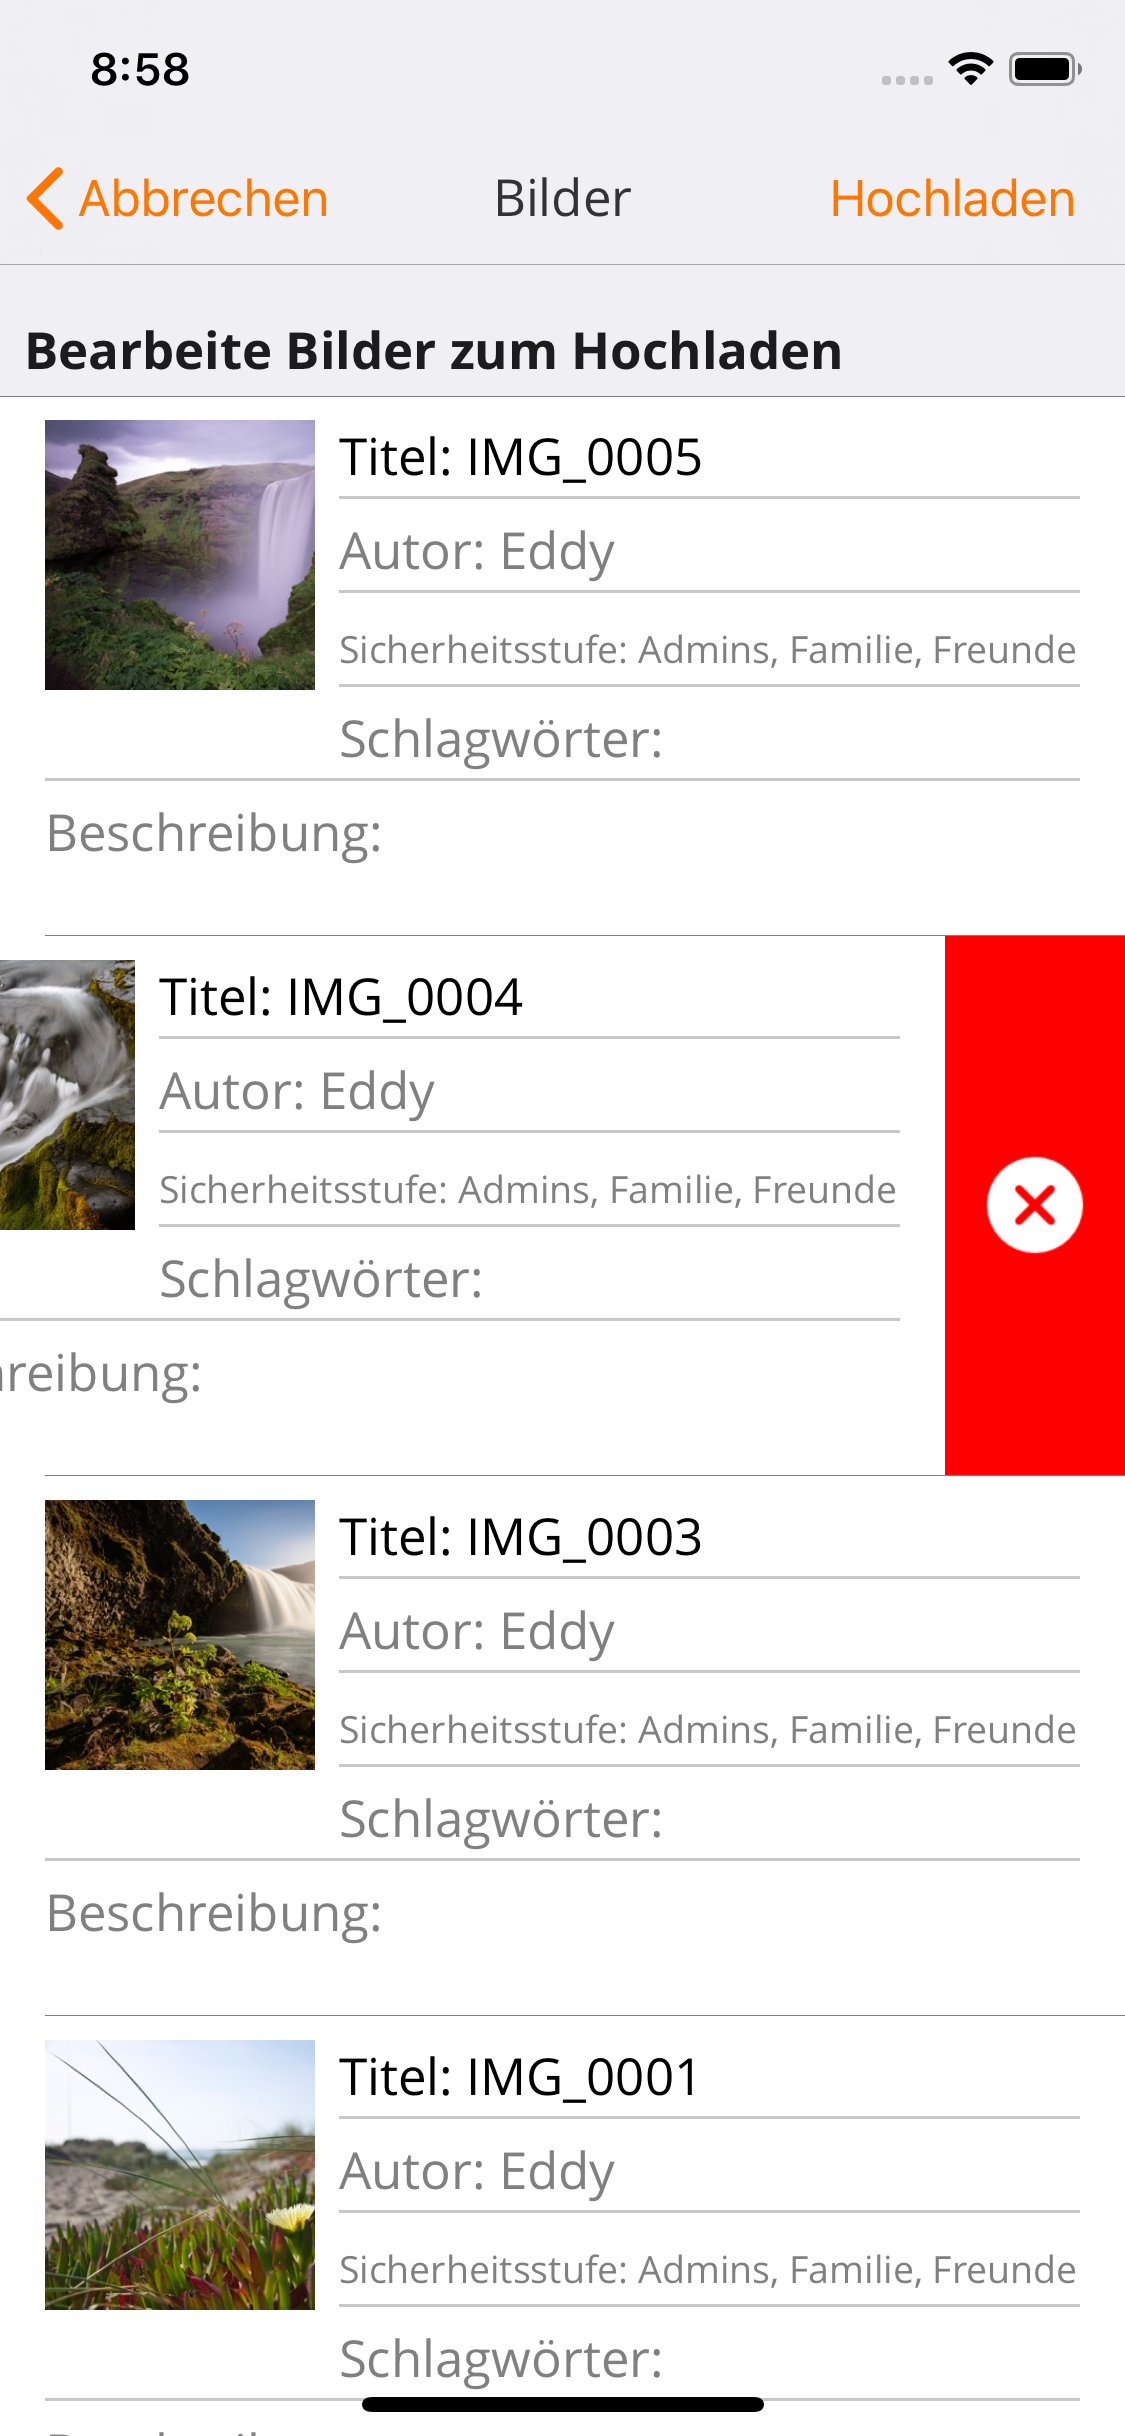 8:58
Abbrechen Bilder Hochladen
Bearbeite Bilder zum Hochladen
Titel: IMG_0005
Autor: Eddy
Sicherheitsstufe: Admins, Familie, Freunde
Schlagwörter:
Beschreibung:
Titel: IMG_0004
Autor: Eddy
Sicherheitsstufe: Admins, Familie, Freunde
Schlagwörter:
reibung:
Titel: IMG_0003
Autor: Eddy
Sicherheitsstufe: Admins, Familie, Freunde
Schlagwörter:
Beschreibung:
Titel: IMG_0001
Autor: Eddy
Sicherheitsstufe: Admins, Familie, Freunde
Schlagwörter: